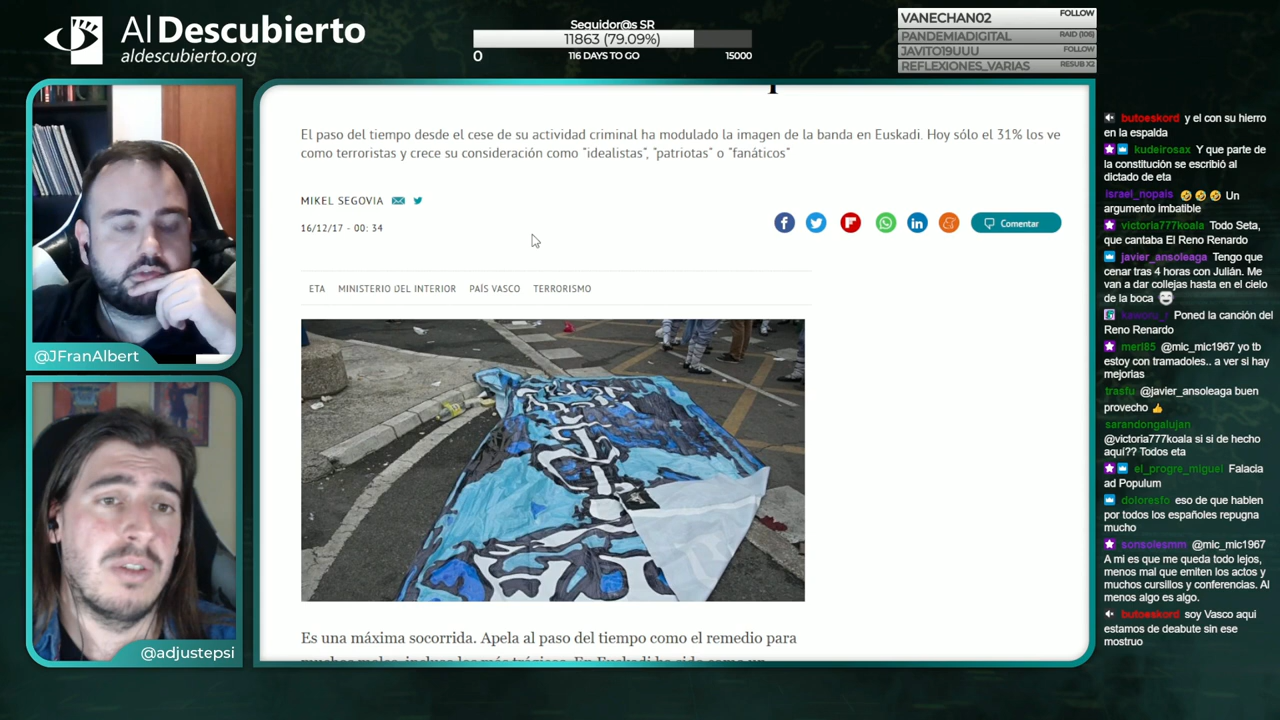 Al Descubierto
aldescubierto.org
Seguidor@s SR
11863 (79.09%)
0
116 DAYS TO GO
15000
VANECHAN02
FOLLOW
PANDEMIADIGITAL
RAID (106)
JAVITO19UUU
FOLLOW
REFLEXIONES_VARIAS
RESUB X2
@JFranAlbert
@adjustepsi
El paso del tiempo desde el cese de su actividad criminal ha modulado la imagen de la banda en Euskadi. Hoy sólo el 31% los ve
como terroristas y crece su consideración como "idealistas", "patriotas" o "fanáticos"
MIKEL SEGOVIA
16/12/17 - 00: 34
Comentar
ETA MINISTERIO DEL INTERIOR PAÍS VASCO TERRORISMO
Es una máxima socorrida. Apela al paso del tiempo como el remedio para
butoeskord y el con su hierro
en la espalda
kudeirosax Y que parte de
la constitución se escribió al
dictado de eta
israel_nopais Un
argumento imbatible
victoria777koala Todo Seta,
que cantaba El Reno Renardo
javier_ansoleaga Tengo que
cenar tras 4 horas con Julián. Me
van a dar collejas hasta en el cielo
de la boca
Poned la canción del
Reno Renardo
meri85 @mic_mic1967 yo tb
estoy con tramadoles.. a ver si hay
mejorias
trasfu @javier_ansoleaga buen
provecho
sarandongalujan
@victoria777koala si si de hecho
aquí?? Todos eta
el_progre_miguel Falacia
ad Populum
doloresfo eso de que hablen
por todos los españoles repugna
mucho
sonsolesmm @mic_mic1967
A mi es que me queda todo lejos,
menos mal que emiten los actos y
muchos cursillos y conferencias. Al
menos algo es algo.
butoeskord soy Vasco aqui
estamos de deabute sin ese
mostruo